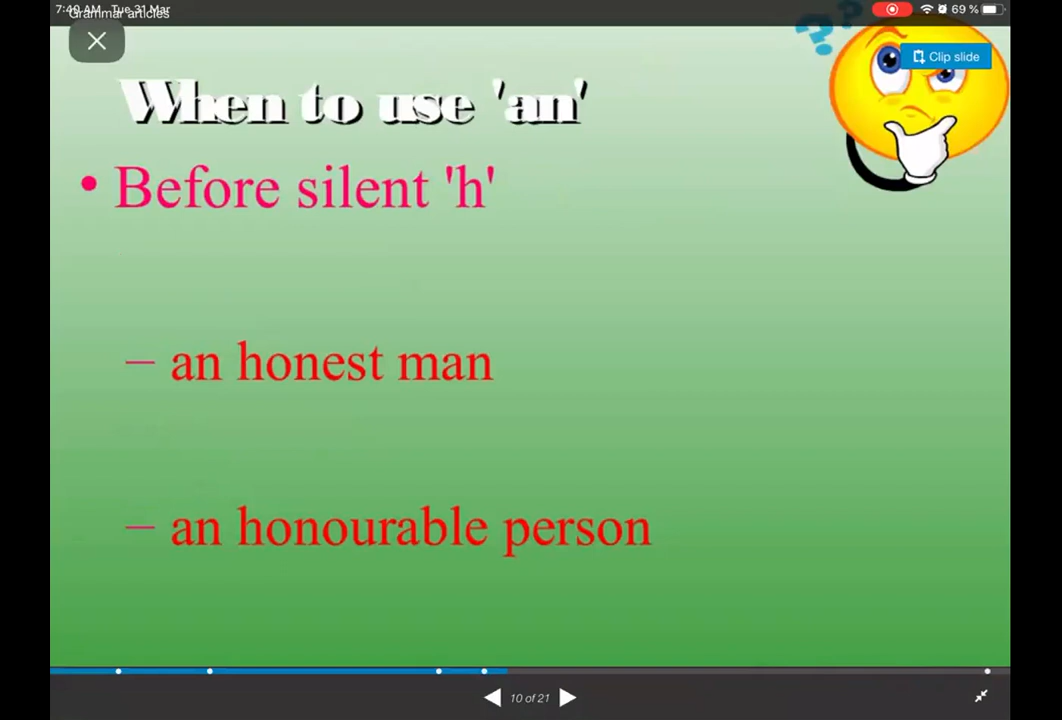 7:40 AM Tue 31 Mar
69 %
Grammar articles
Clip slide
When to use 'an'
• Before silent 'h'
– an honest man
– an honourable person
10 of 21